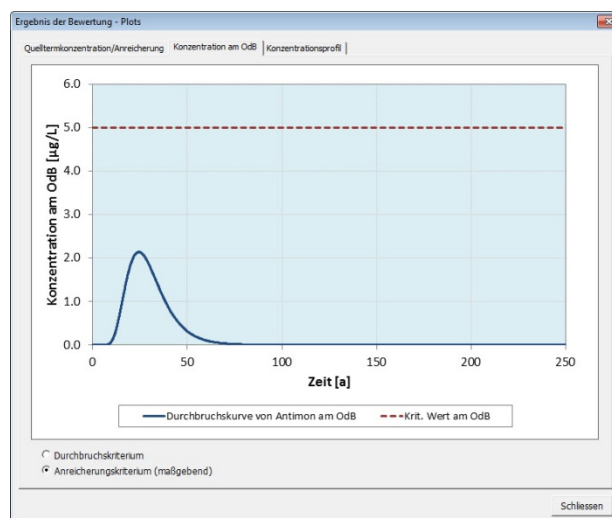 Ergebnis der Bewertung - Plots
Quelltermkonzentration/Anreicherung Konzentration am OdB Konzentrationsprofil
6.0
5.0
4.0
3.0
2.0
1.0
0.0
Konzentration am OdB [µg/L]
0 50 100 150 200 250
Zeit [a]
Durchbruchskurve von Antimon am OdB Krit. Wert am OdB
Durchbruchskriterium
Anreicherungskriterium (maßgebend)
Schliessen